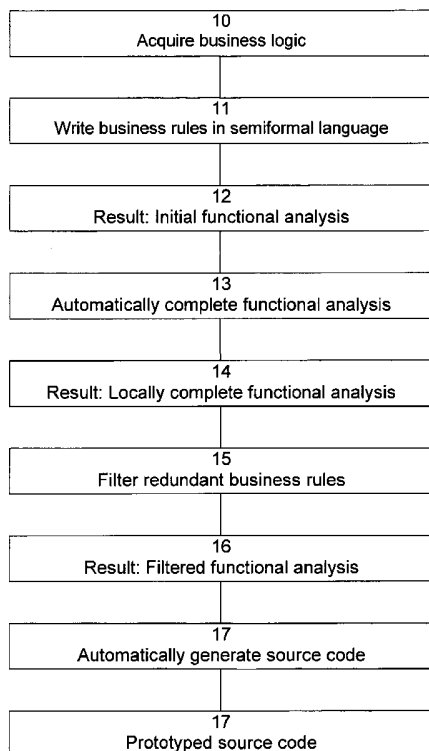 10
Acquire business logic
11
Write business rules in semiformal language
12
Result: Initial functional analysis
13
Automatically complete functional analysis
14
Result: Locally complete functional analysis
15
Filter redundant business rules
16
Result: Filtered functional analysis
17
Automatically generate source code
17
Prototyped source code